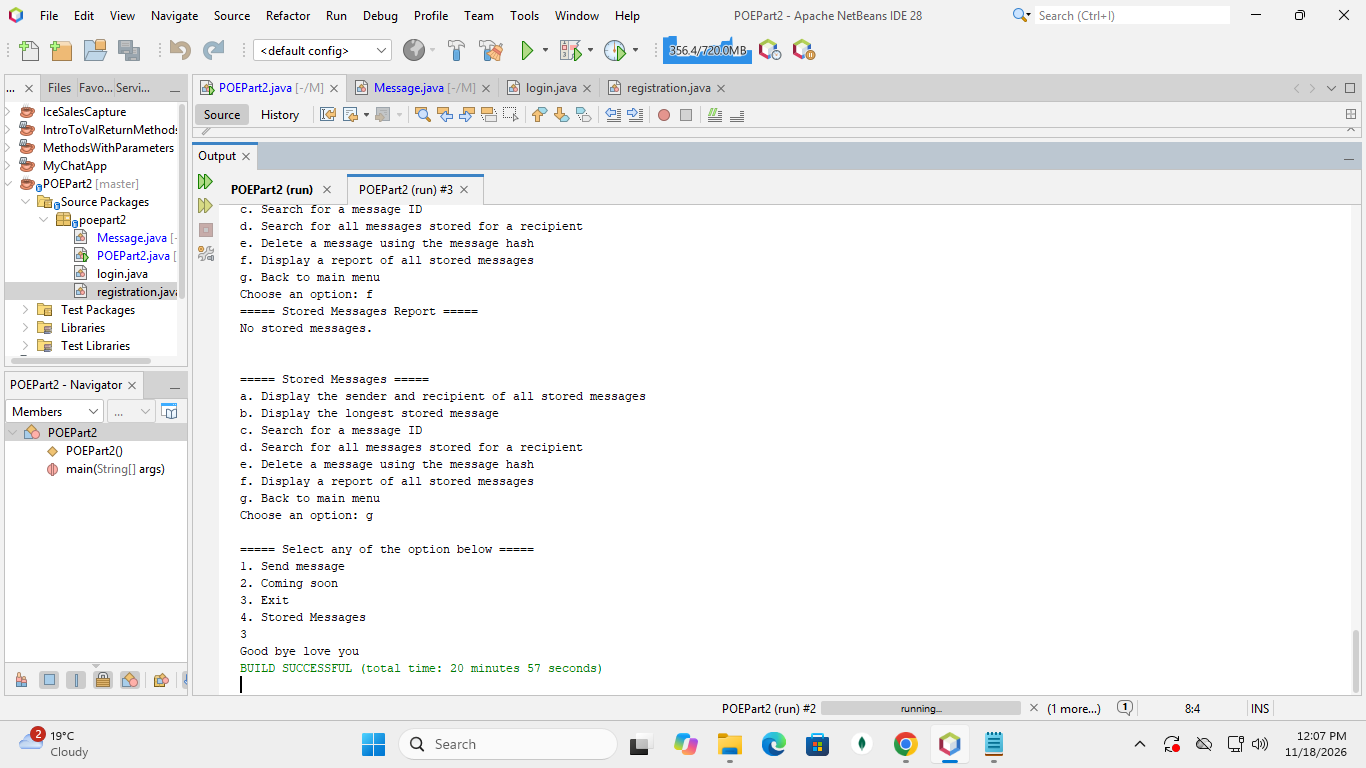 File Edit View Navigate Source Refactor Run Debug Profile Team Tools Window Help
POEPart2 - Apache NetBeans IDE 28
Search (Ctrl+I)
<default config>
356.4/720.0MB
... Files Favo... Servi...
POEPart2.java [-/M] Message.java [-/M] login.java registration.java
Source History
IceSalesCapture
IntroToValReturnMethods
MethodsWithParameters
MyChatApp
POEPart2 [master]
Source Packages
poepart2
Message.java [-
POEPart2.java [
login.java
registration.java
Test Packages
Libraries
Test Libraries
POEPart2 - Navigator
Members ...
POEPart2
POEPart2()
main(String[] args)
Output
POEPart2 (run) POEPart2 (run) #3
c. Search for a message ID
d. Search for all messages stored for a recipient
e. Delete a message using the message hash
f. Display a report of all stored messages
g. Back to main menu
Choose an option: f
===== Stored Messages Report =====
No stored messages.
===== Stored Messages =====
a. Display the sender and recipient of all stored messages
b. Display the longest stored message
c. Search for a message ID
d. Search for all messages stored for a recipient
e. Delete a message using the message hash
f. Display a report of all stored messages
g. Back to main menu
Choose an option: g
===== Select any of the option below =====
1. Send message
2. Coming soon
3. Exit
4. Stored Messages
3
Good bye love you
BUILD SUCCESSFUL (total time: 20 minutes 57 seconds)
POEPart2 (run) #2 running... (1 more...) 1 8:4 INS
2
19°C
Cloudy
Search
12:07 PM
11/18/2026